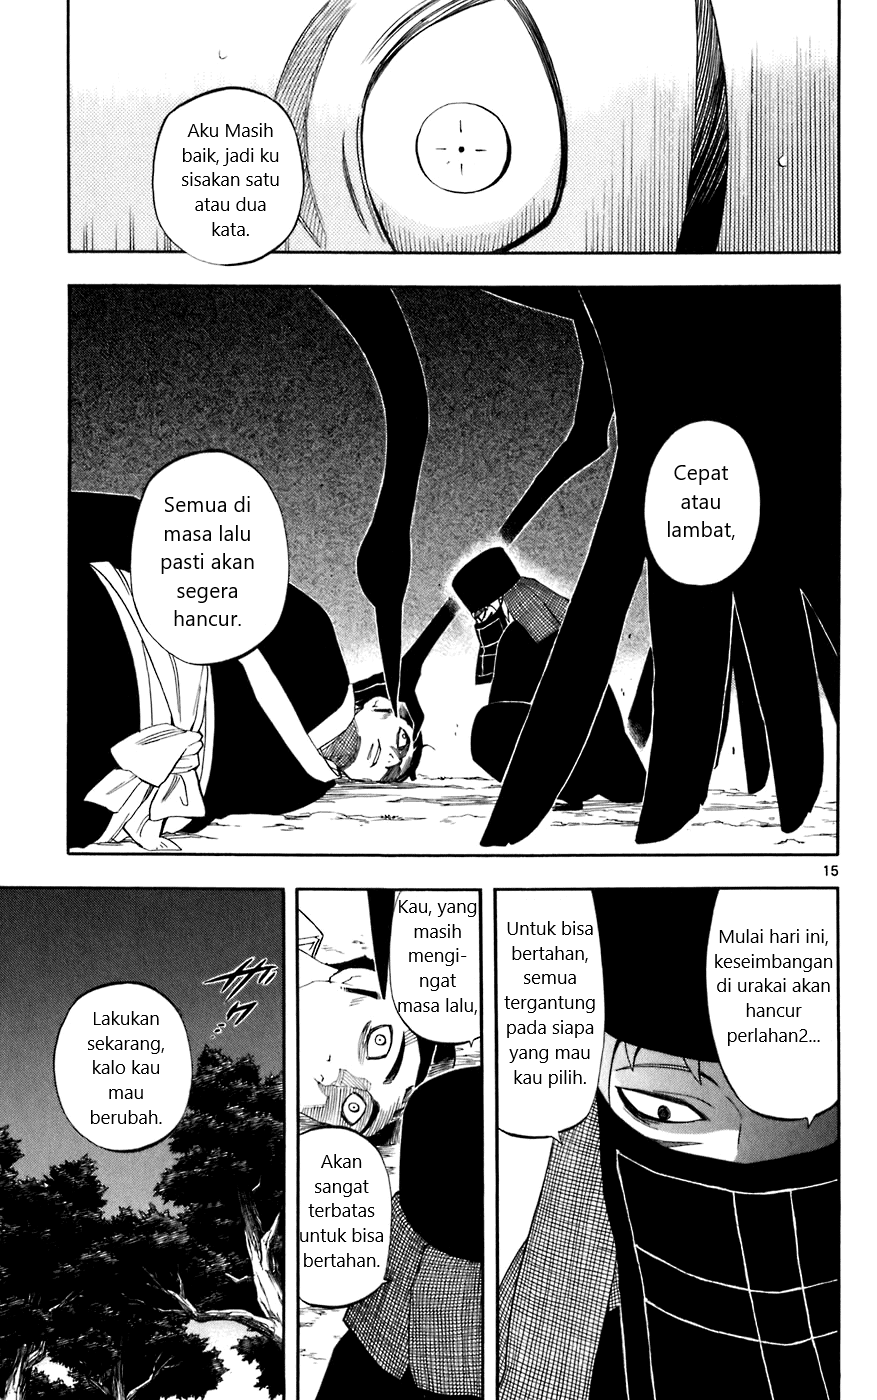 Aku Masih
baik, jadi ku
sisakan satu
atau dua
kata.
Cepat
atau
lambat,
Semua di
masa lalu
pasti akan
segera
hancur.
15
Mulai hari ini,
keseimbangan
di urakai akan
hancur
perlahan2...
Untuk bisa
bertahan,
semua
tergantung
pada siapa
yang mau
kau pilih.
Kau, yang
masih
mengi-
ngat
masa lalu,
Akan
sangat
terbatas
untuk bisa
bertahan.
Lakukan
sekarang,
kalo kau
mau
berubah.